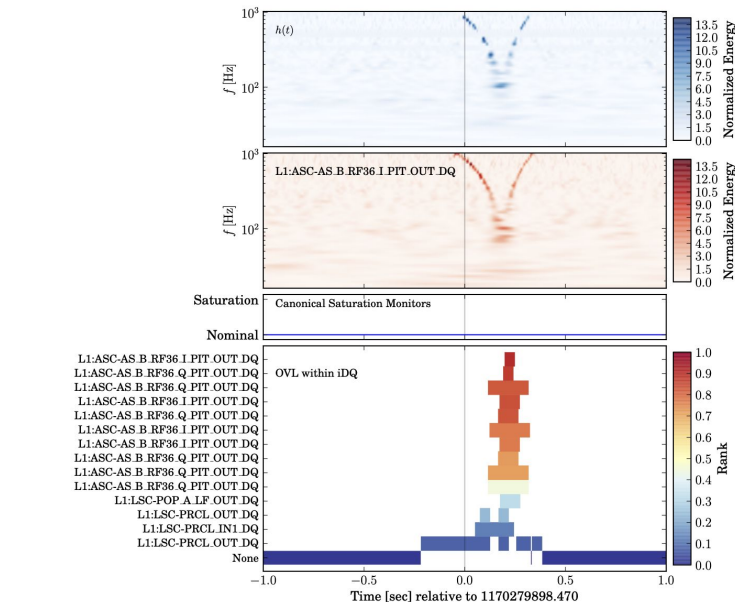 10³
h(t)
10²
f [Hz]
13.5
12.0
10.5
9.0
7.5
6.0
4.5
3.0
1.5
0.0
Normalized Energy
10³
L1:ASC-AS_B_RF36_I_PIT_OUT_DQ
10²
f [Hz]
13.5
12.0
10.5
9.0
7.5
6.0
4.5
3.0
1.5
0.0
Normalized Energy
Saturation
Canonical Saturation Monitors
Nominal
OVL within iDQ
L1:ASC-AS_B_RF36_I_PIT_OUT_DQ
L1:ASC-AS_B_RF36_Q_PIT_OUT_DQ
L1:ASC-AS_B_RF36_Q_PIT_OUT_DQ
L1:ASC-AS_B_RF36_I_PIT_OUT_DQ
L1:ASC-AS_B_RF36_Q_PIT_OUT_DQ
L1:ASC-AS_B_RF36_I_PIT_OUT_DQ
L1:ASC-AS_B_RF36_I_PIT_OUT_DQ
L1:ASC-AS_B_RF36_Q_PIT_OUT_DQ
L1:ASC-AS_B_RF36_Q_PIT_OUT_DQ
L1:ASC-AS_B_RF36_Q_PIT_OUT_DQ
L1:LSC-POP_A_LF_OUT_DQ
L1:LSC-PRCL_OUT_DQ
L1:LSC-PRCL_IN1_DQ
L1:LSC-PRCL_OUT_DQ
None
1.0
0.9
0.8
0.7
0.6
0.5
0.4
0.3
0.2
0.1
0.0
Rank
−1.0 −0.5 0.0 0.5 1.0
Time [sec] relative to 1170279898.470